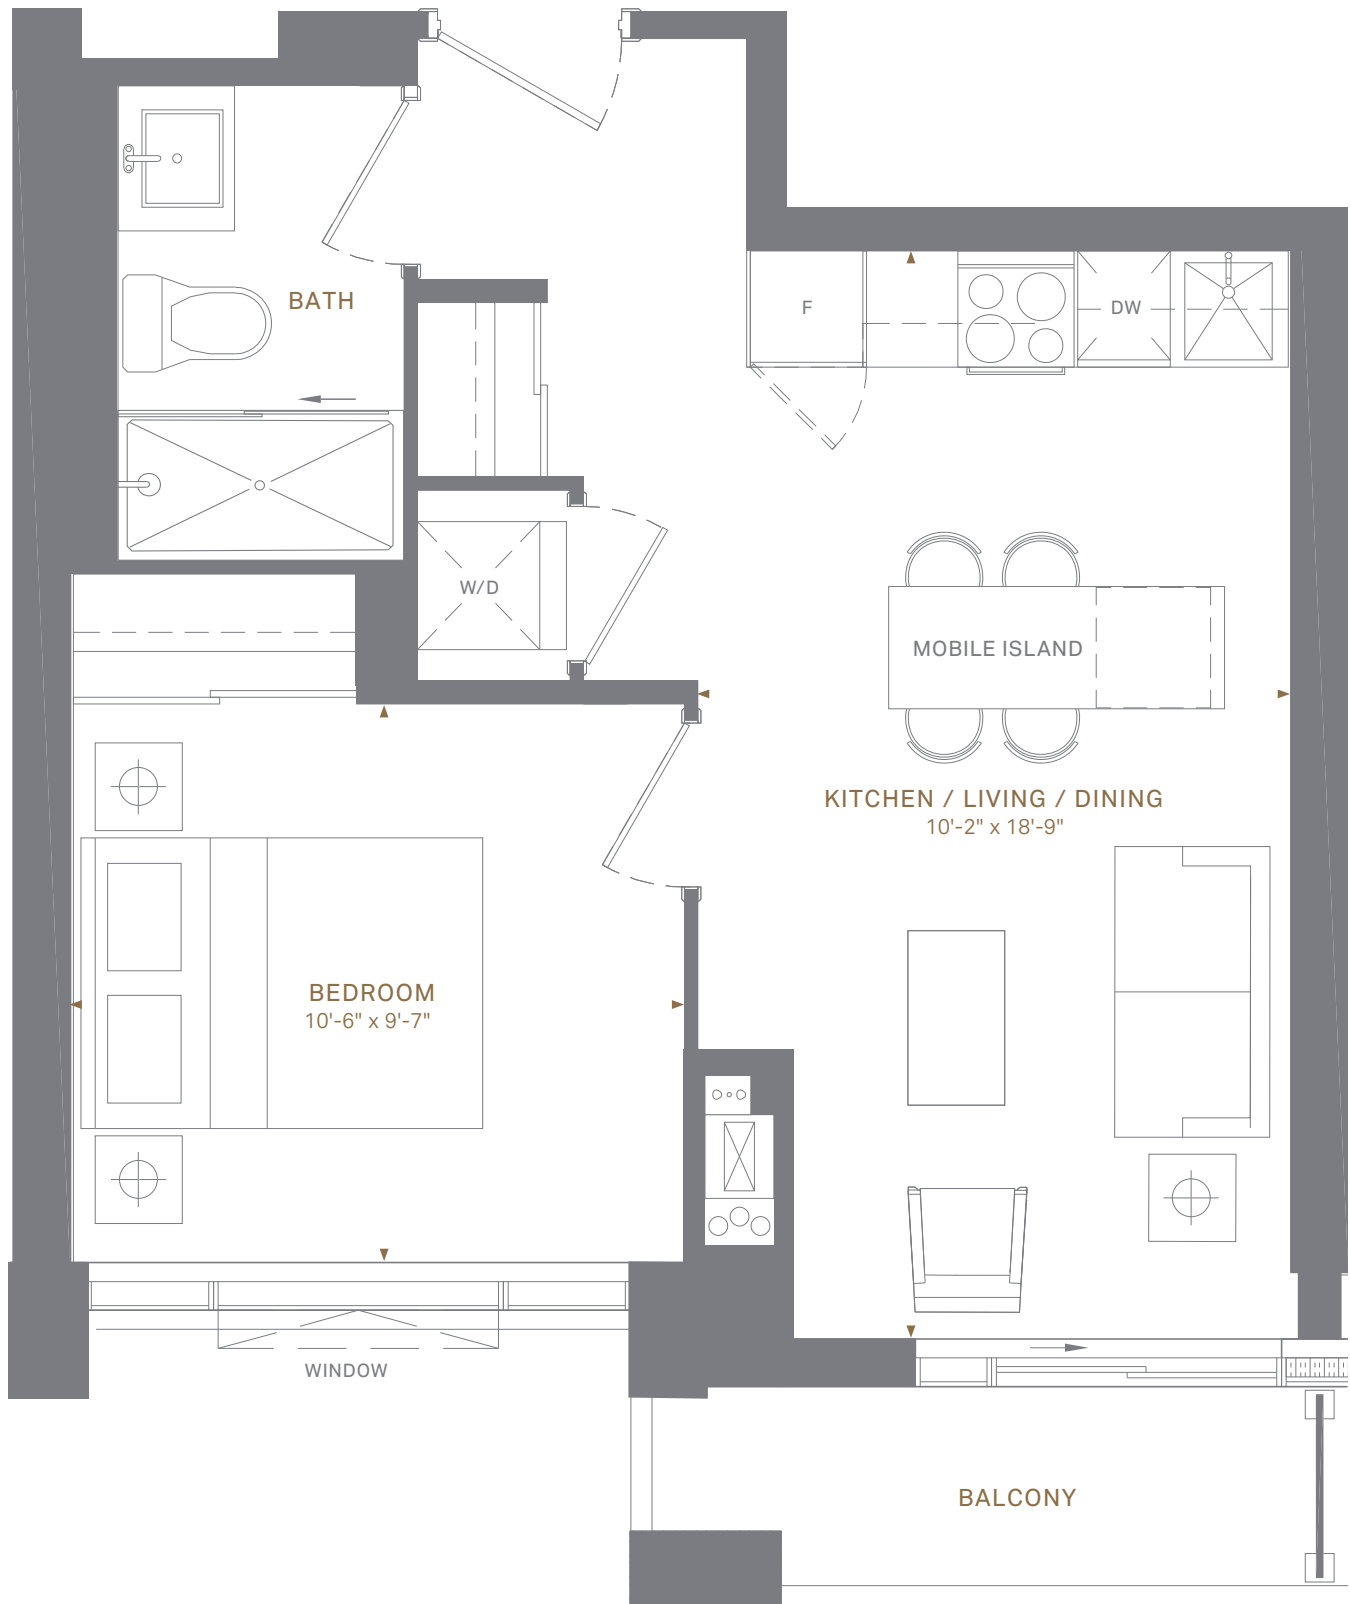 BATH
F
DW
W/D
MOBILE ISLAND
KITCHEN / LIVING / DINING
10'-2" x 18'-9"
BEDROOM
10'-6" x 9'-7"
WINDOW
BALCONY